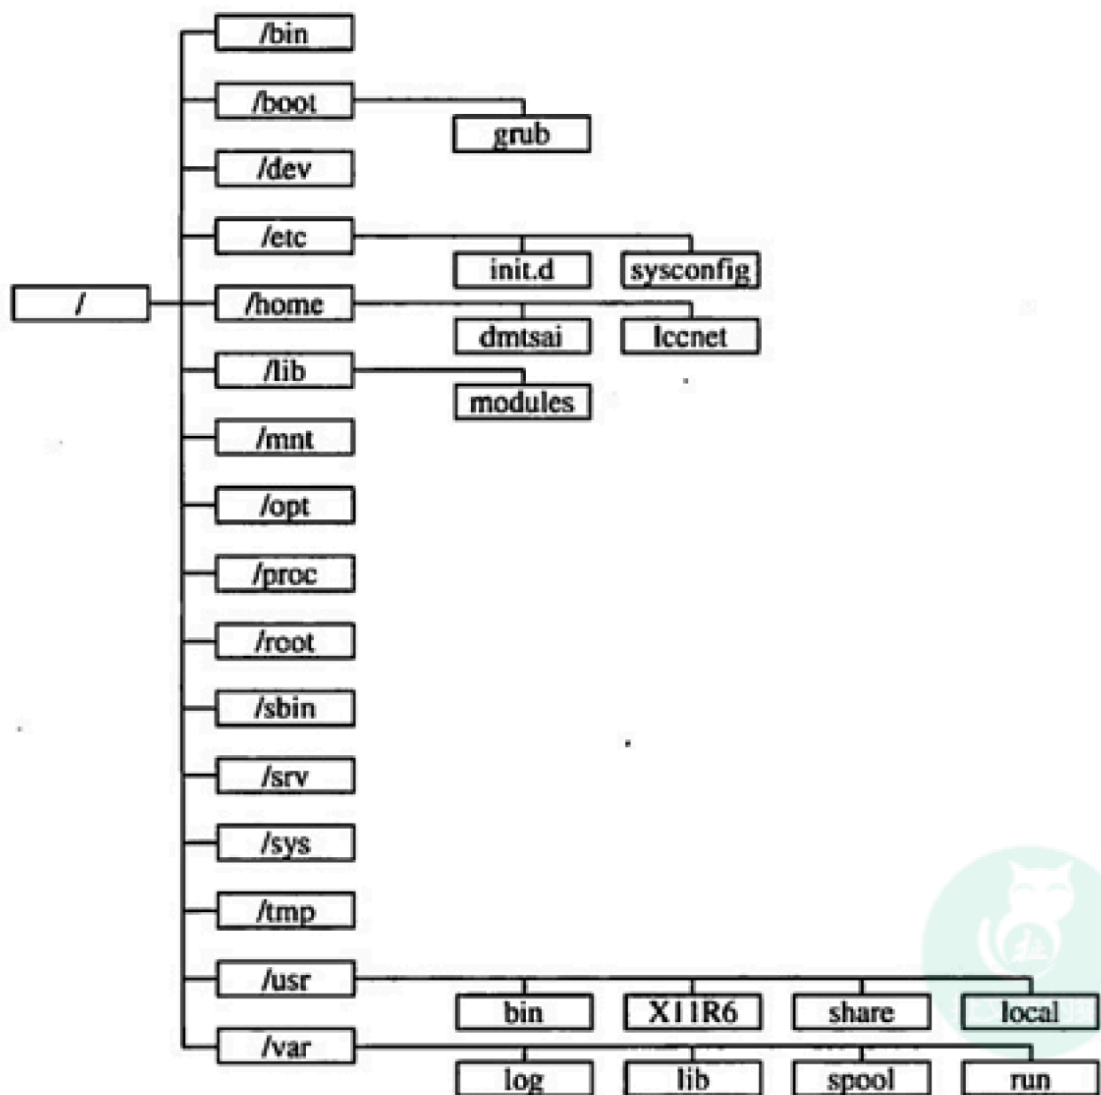 /bin
/boot
grub
/dev
/etc
init.d sysconfig
/ /home
dmtsai lccnet
/lib
modules
/mnt
/opt
/proc
/root
/sbin
/srv
/sys
/tmp
/usr
bin X11R6 share local
/var
log lib spool run